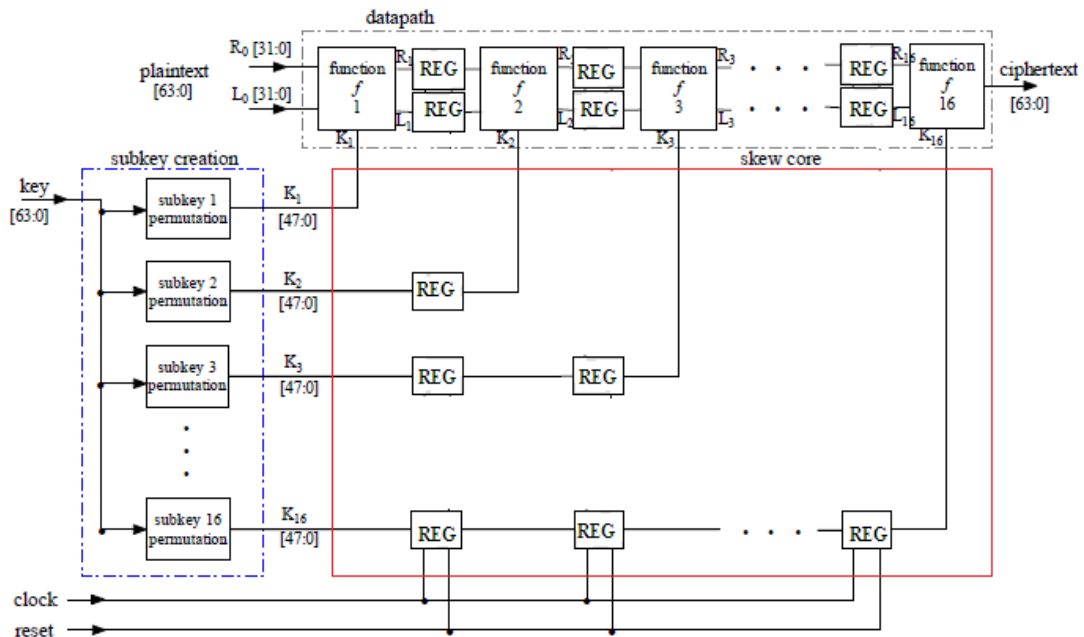 datapath
R0 [31:0]
plaintext
[63:0]
L0 [31:0]
function
f
1
R1
REG
REG
L1
K1
function
f
2
REG
REG
L2
K2
function
f
3
R3
L3
K3
. . .
REG
R16
REG
L16
function
f
16
K16
ciphertext
[63:0]
subkey creation
skew core
key
[63:0]
subkey 1
permutation
K1
[47:0]
subkey 2
permutation
K2
[47:0]
REG
subkey 3
permutation
K3
[47:0]
REG
REG
subkey 16
permutation
K16
[47:0]
REG
REG
. . .
REG
clock
reset